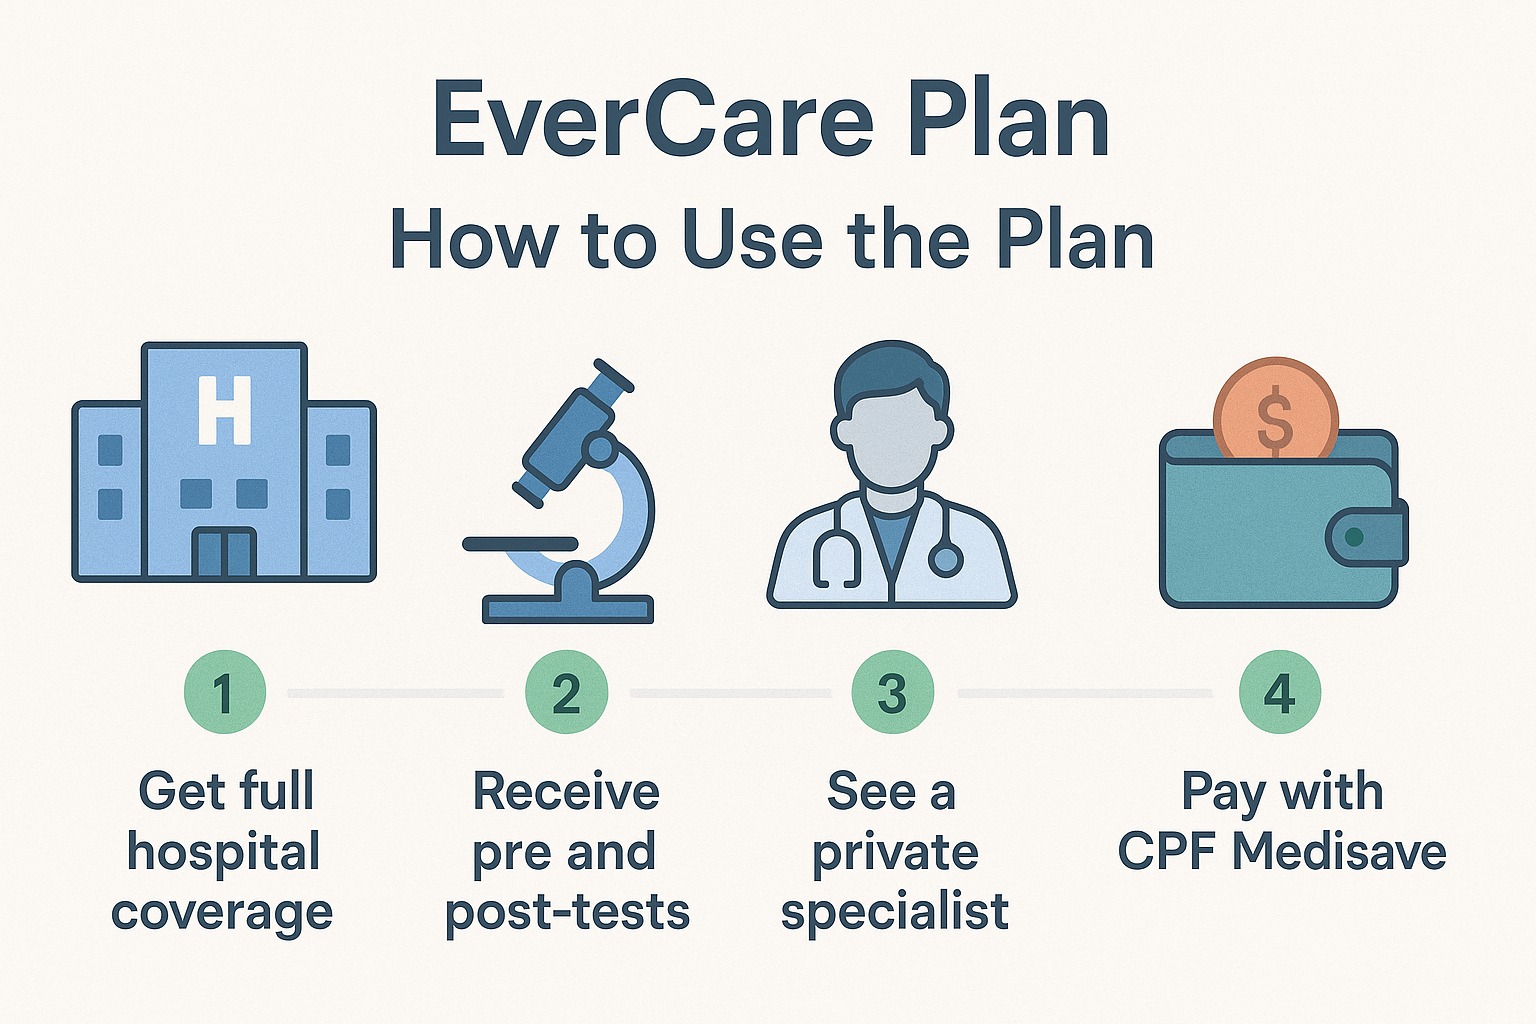 EverCare Plan
How to Use the Plan
H
$
1
Get full
hospital
coverage
2
Receive
pre and
post-tests
3
See a
private
specialist
4
Pay with
CPF Medisave